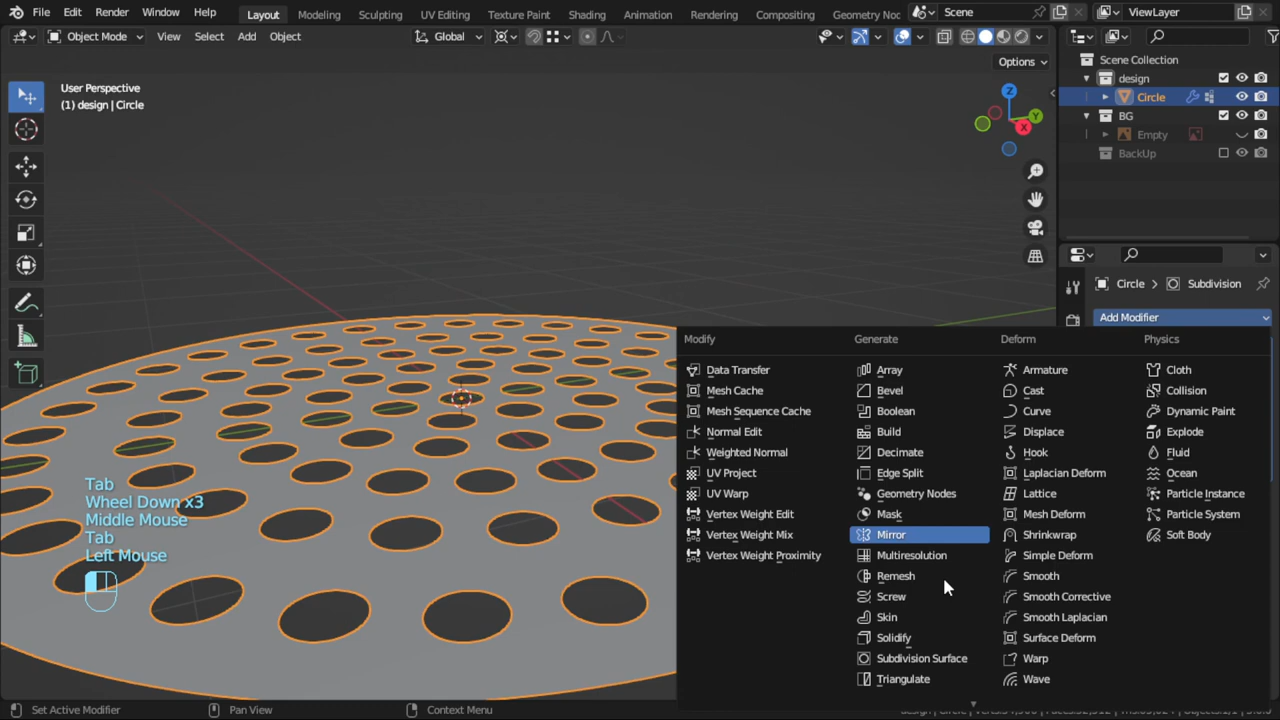 File Edit Render Window Help Layout Modeling Sculpting UV Editing Texture Paint Shading Animation Rendering Compositing Geometry Noc Scene ViewLayer
Object Mode View Select Add Object Global
Options
User Perspective
(1) design | Circle
Z
Y
X
Scene Collection
design
Circle
BG
Empty
BackUp
Circle > Subdivision
Add Modifier
Modify Generate Deform Physics
Data Transfer Array Armature Cloth
Mesh Cache Bevel Cast Collision
Mesh Sequence Cache Boolean Curve Dynamic Paint
Normal Edit Build Displace Explode
Weighted Normal Decimate Hook Fluid
UV Project Edge Split Laplacian Deform Ocean
UV Warp Geometry Nodes Lattice Particle Instance
Vertex Weight Edit Mask Mesh Deform Particle System
Vertex Weight Mix Mirror Shrinkwrap Soft Body
Vertex Weight Proximity Multiresolution Simple Deform
Remesh Smooth
Screw Smooth Corrective
Skin Smooth Laplacian
Solidify Surface Deform
Subdivision Surface Warp
Triangulate Wave
Tab
Wheel Down x3
Middle Mouse
Tab
Left Mouse
Set Active Modifier Pan View Context Menu